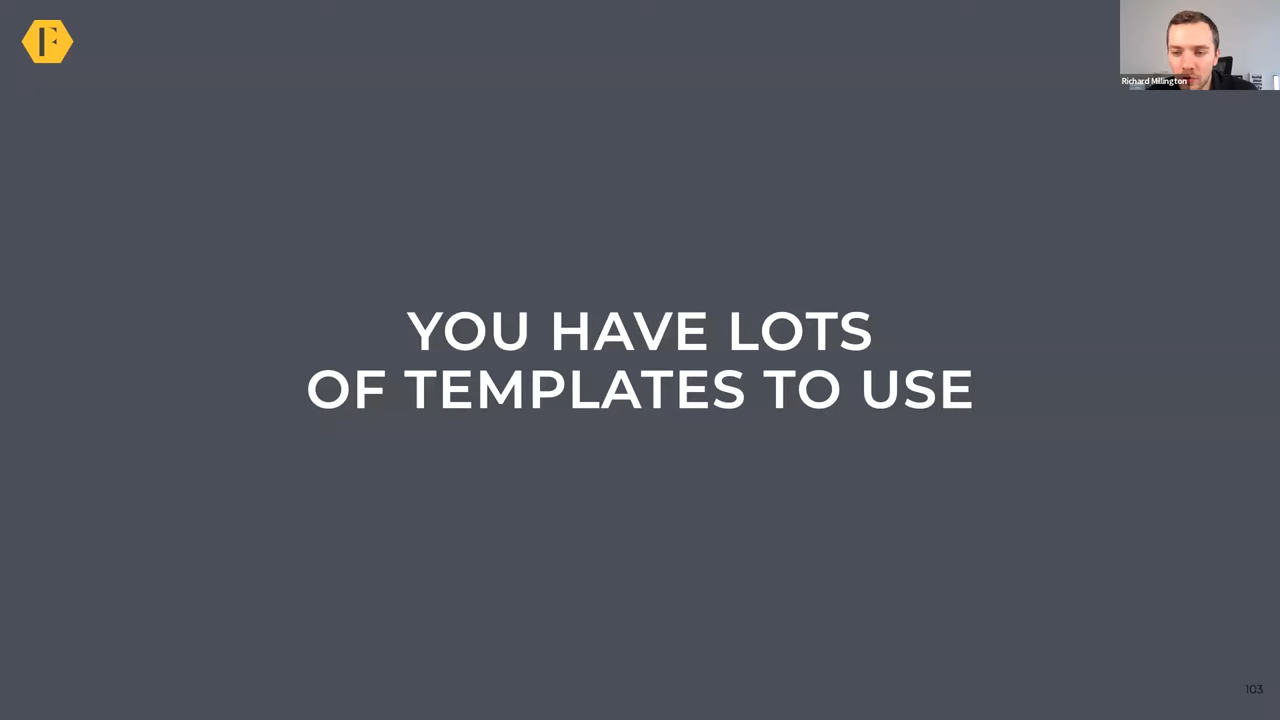 F
Richard Millington
YOU HAVE LOTS
OF TEMPLATES TO USE
103